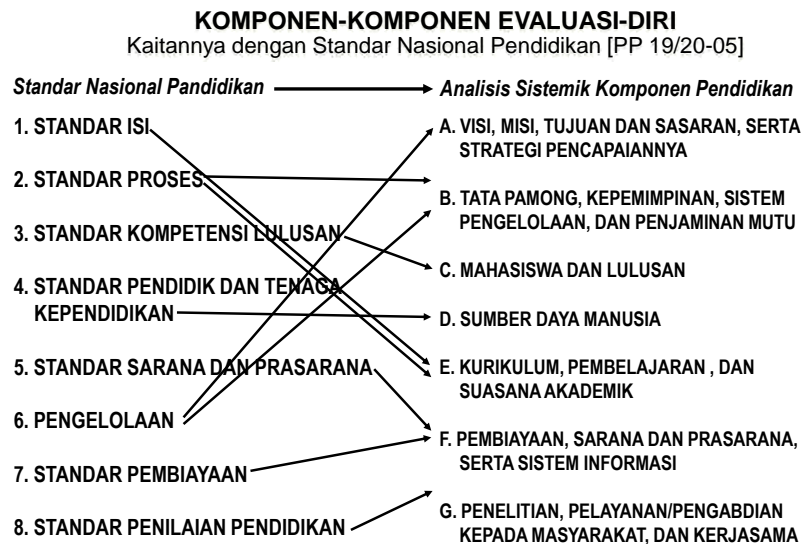 KOMPONEN-KOMPONEN EVALUASI-DIRI
Kaitannya dengan Standar Nasional Pendidikan [PP 19/20-05]
Standar Nasional Pandidikan
1. STANDAR ISI
2. STANDAR PROSES
3. STANDAR KOMPETENSI LULUSAN
4. STANDAR PENDIDIK DAN TENAGA
KEPENDIDIKAN
5. STANDAR SARANA DAN PRASARANA
6. PENGELOLAAN
7. STANDAR PEMBIAYAAN
8. STANDAR PENILAIAN PENDIDIKAN
Analisis Sistemik Komponen Pendidikan
A. VISI, MISI, TUJUAN DAN SASARAN, SERTA
STRATEGI PENCAPAIANNYA
B. TATA PAMONG, KEPEMIMPINAN, SISTEM
PENGELOLAAN, DAN PENJAMINAN MUTU
C. MAHASISWA DAN LULUSAN
D. SUMBER DAYA MANUSIA
E. KURIKULUM, PEMBELAJARAN , DAN
SUASANA AKADEMIK
F. PEMBIAYAAN, SARANA DAN PRASARANA,
SERTA SISTEM INFORMASI
G. PENELITIAN, PELAYANAN/PENGABDIAN
KEPADA MASYARAKAT, DAN KERJASAMA